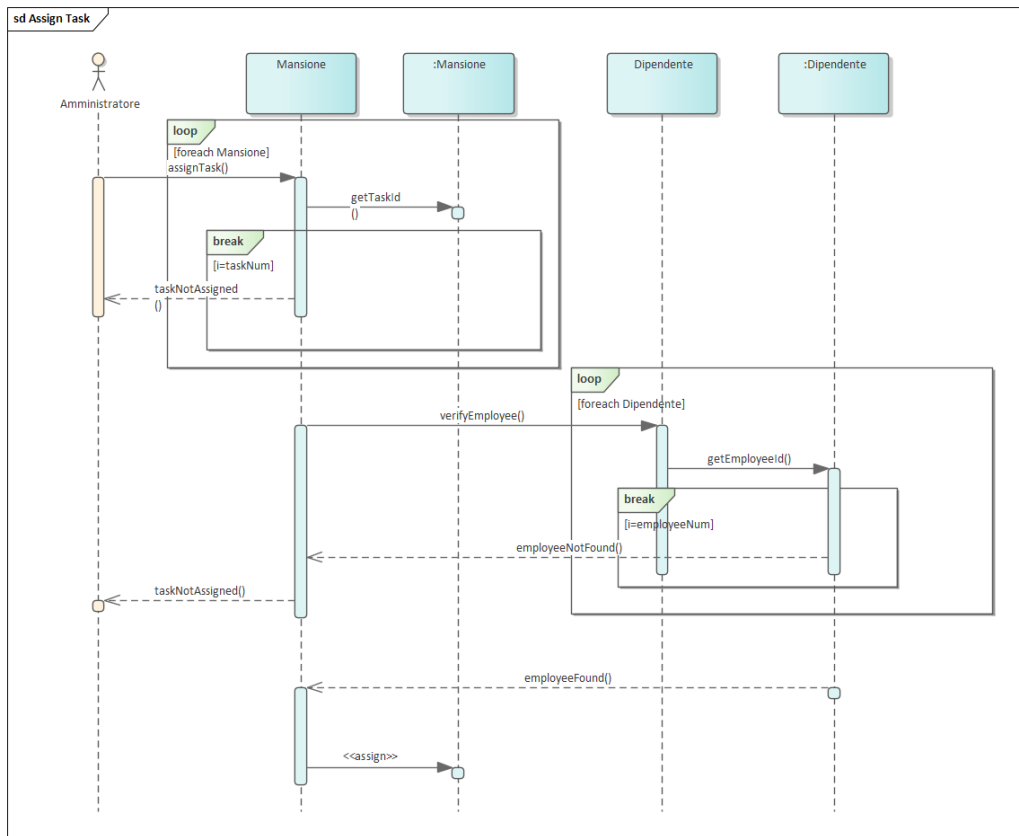 sd Assign Task
Mansione
:Mansione
Dipendente
:Dipendente
Amministratore
loop
[foreach Mansione]
assignTask()
getTaskId
()
break
[i=taskNum]
taskNotAssigned
()
loop
[foreach Dipendente]
verifyEmployee()
getEmployeeId()
break
[i=employeeNum]
employeeNotFound()
taskNotAssigned()
employeeFound()
<<assign>>